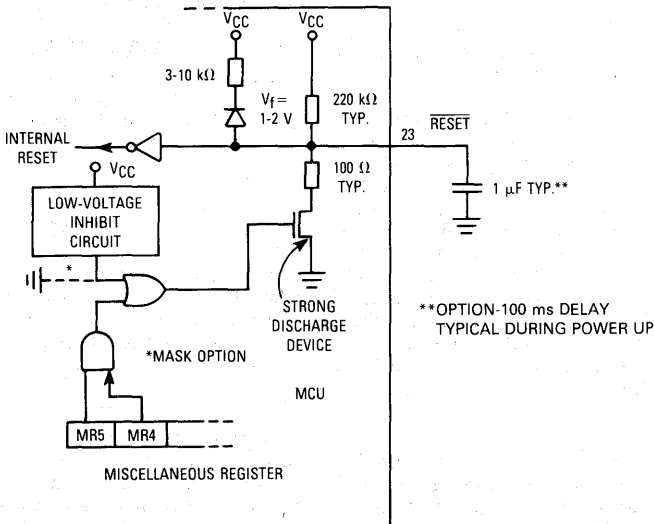 VCC
VCC
3-10 kΩ
Vf=
1-2 V
220 kΩ
TYP.
INTERNAL
RESET
23
RESET
VCC
100 Ω
TYP.
1 μF TYP.**
LOW-VOLTAGE
INHIBIT
CIRCUIT
*
STRONG
DISCHARGE
DEVICE
**OPTION-100 ms DELAY
TYPICAL DURING POWER UP
*MASK OPTION
MCU
MR5 MR4
MISCELLANEOUS REGISTER